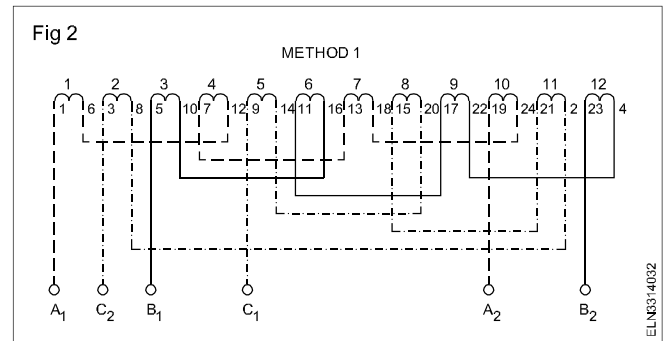 Fig 2
METHOD 1
1 2 3 4 5 6 7 8 9 10 11 12
1 6 3 8 5 10 7 12 9 14 11 16 13 18 15 20 17 22 19 24 21 2 23 4
A1 C2 B1 C1 A2 B2
ELN3314032